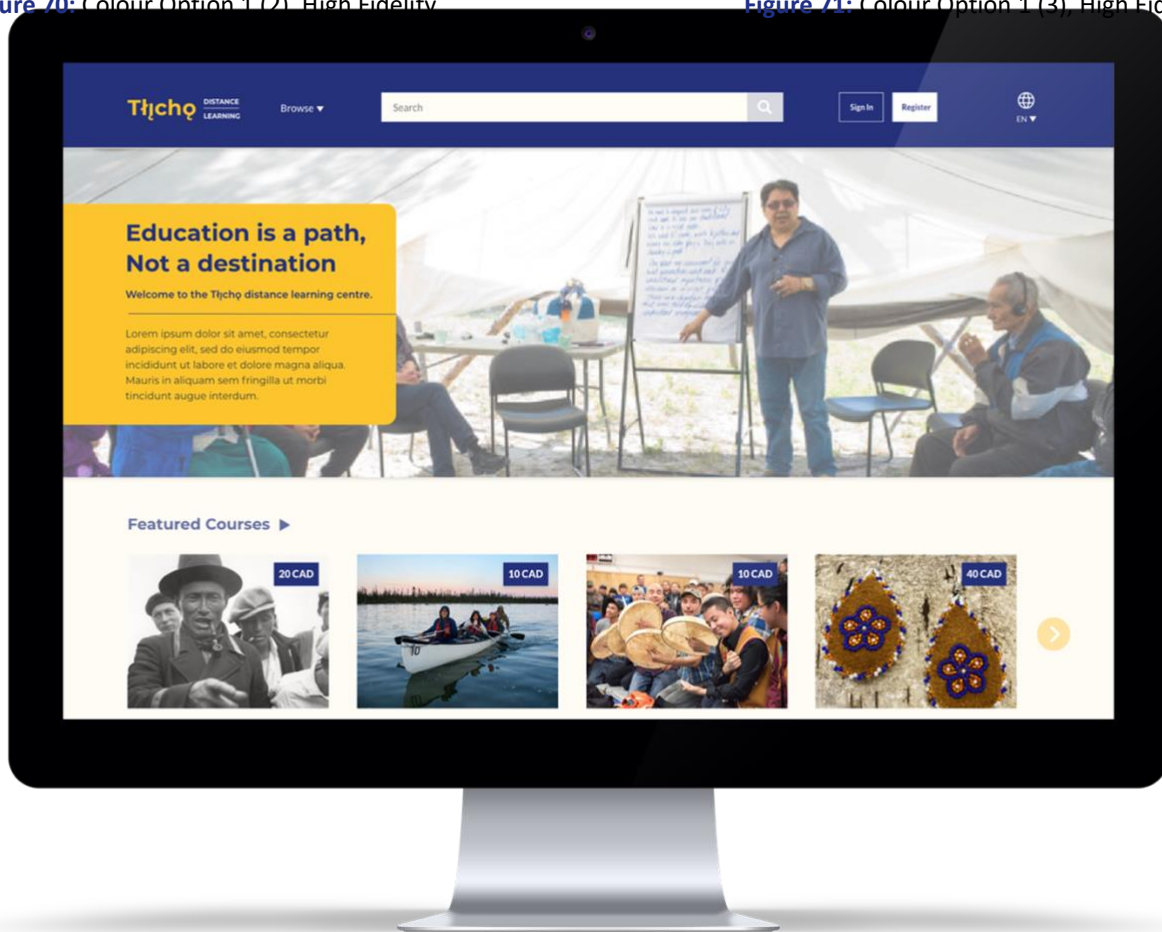 ure 70: Colour Option 1 (2), High Fidelity
Figure 71: Colour Option 1 (3), High Fid
Tłı̨chǫ DISTANCE LEARNING
Browse ▼
Search
Sign In
Register
EN ▼
Education is a path,
Not a destination
Welcome to the Tłı̨chǫ distance learning centre.
Lorem ipsum dolor sit amet, consectetur
adipiscing elit, sed do eiusmod tempor
incididunt ut labore et dolore magna aliqua.
Mauris in aliquam sem fringilla ut morbi
tincidunt augue interdum.
Featured Courses ▶
20 CAD
10 CAD
10 CAD
40 CAD